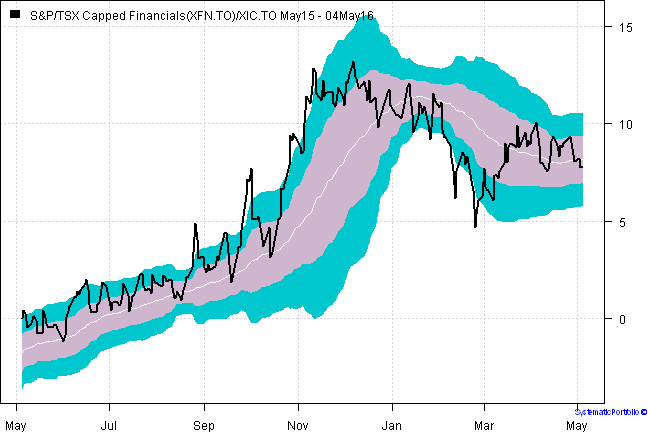 S&P/TSX Capped Financials(XFN.TO)/XIC.TO May15 - 04May16
15
10
5
0
SystematicPortfolio ©
May Jul Sep Nov Jan Mar May